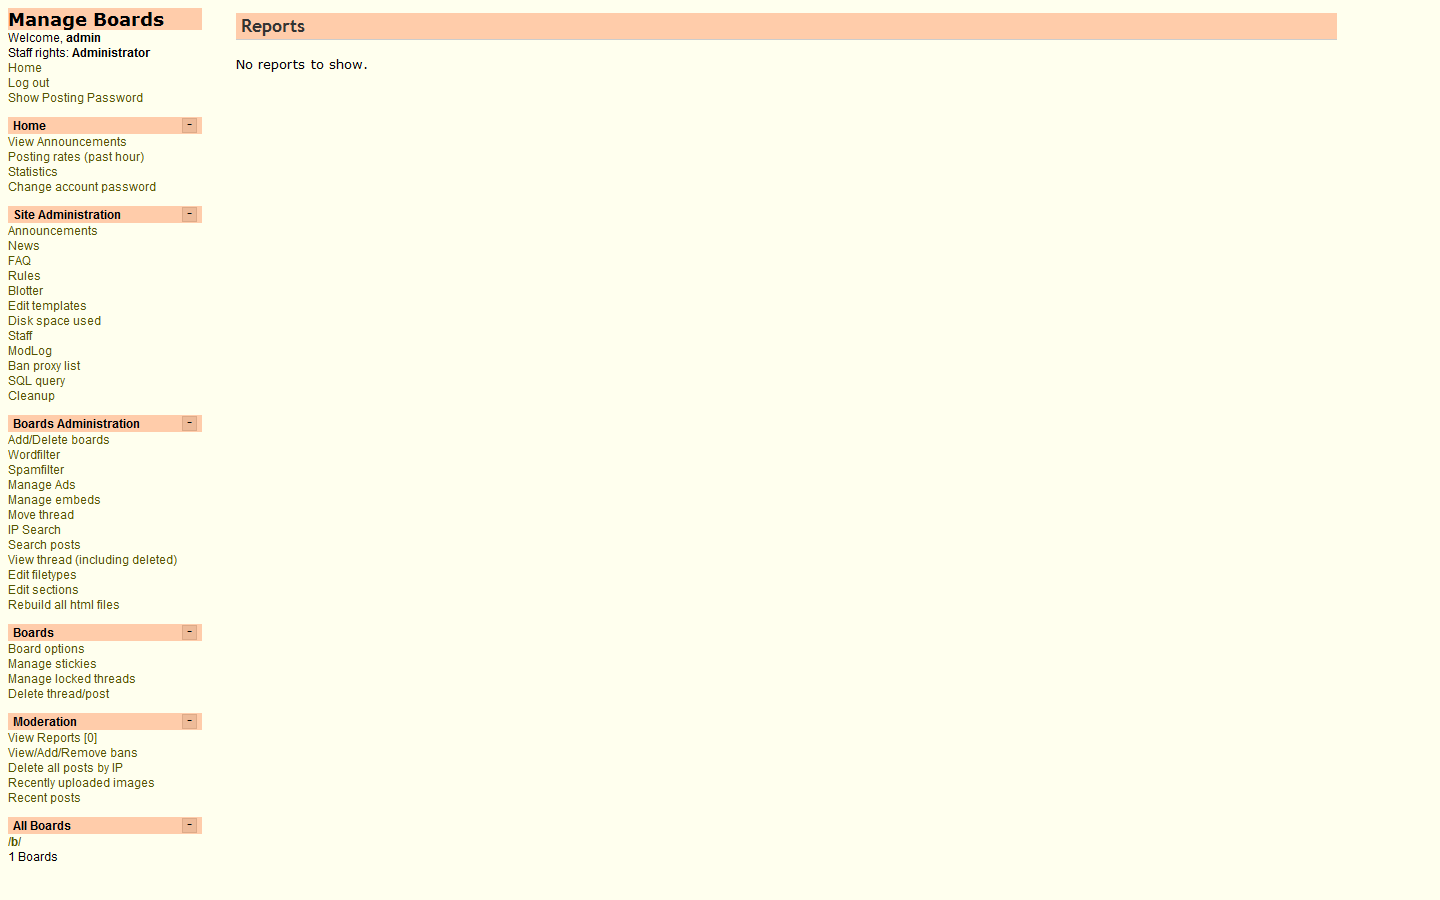 Manage Boards
Welcome, admin
Staff rights: Administrator
Home
Log out
Show Posting Password
Home -
View Announcements
Posting rates (past hour)
Statistics
Change account password
Site Administration -
Announcements
News
FAQ
Rules
Blotter
Edit templates
Disk space used
Staff
ModLog
Ban proxy list
SQL query
Cleanup
Boards Administration -
Add/Delete boards
Wordfilter
Spamfilter
Manage Ads
Manage embeds
Move thread
IP Search
Search posts
View thread (including deleted)
Edit filetypes
Edit sections
Rebuild all html files
Boards -
Board options
Manage stickies
Manage locked threads
Delete thread/post
Moderation -
View Reports [0]
View/Add/Remove bans
Delete all posts by IP
Recently uploaded images
Recent posts
All Boards -
/b/
1 Boards
Reports
No reports to show.